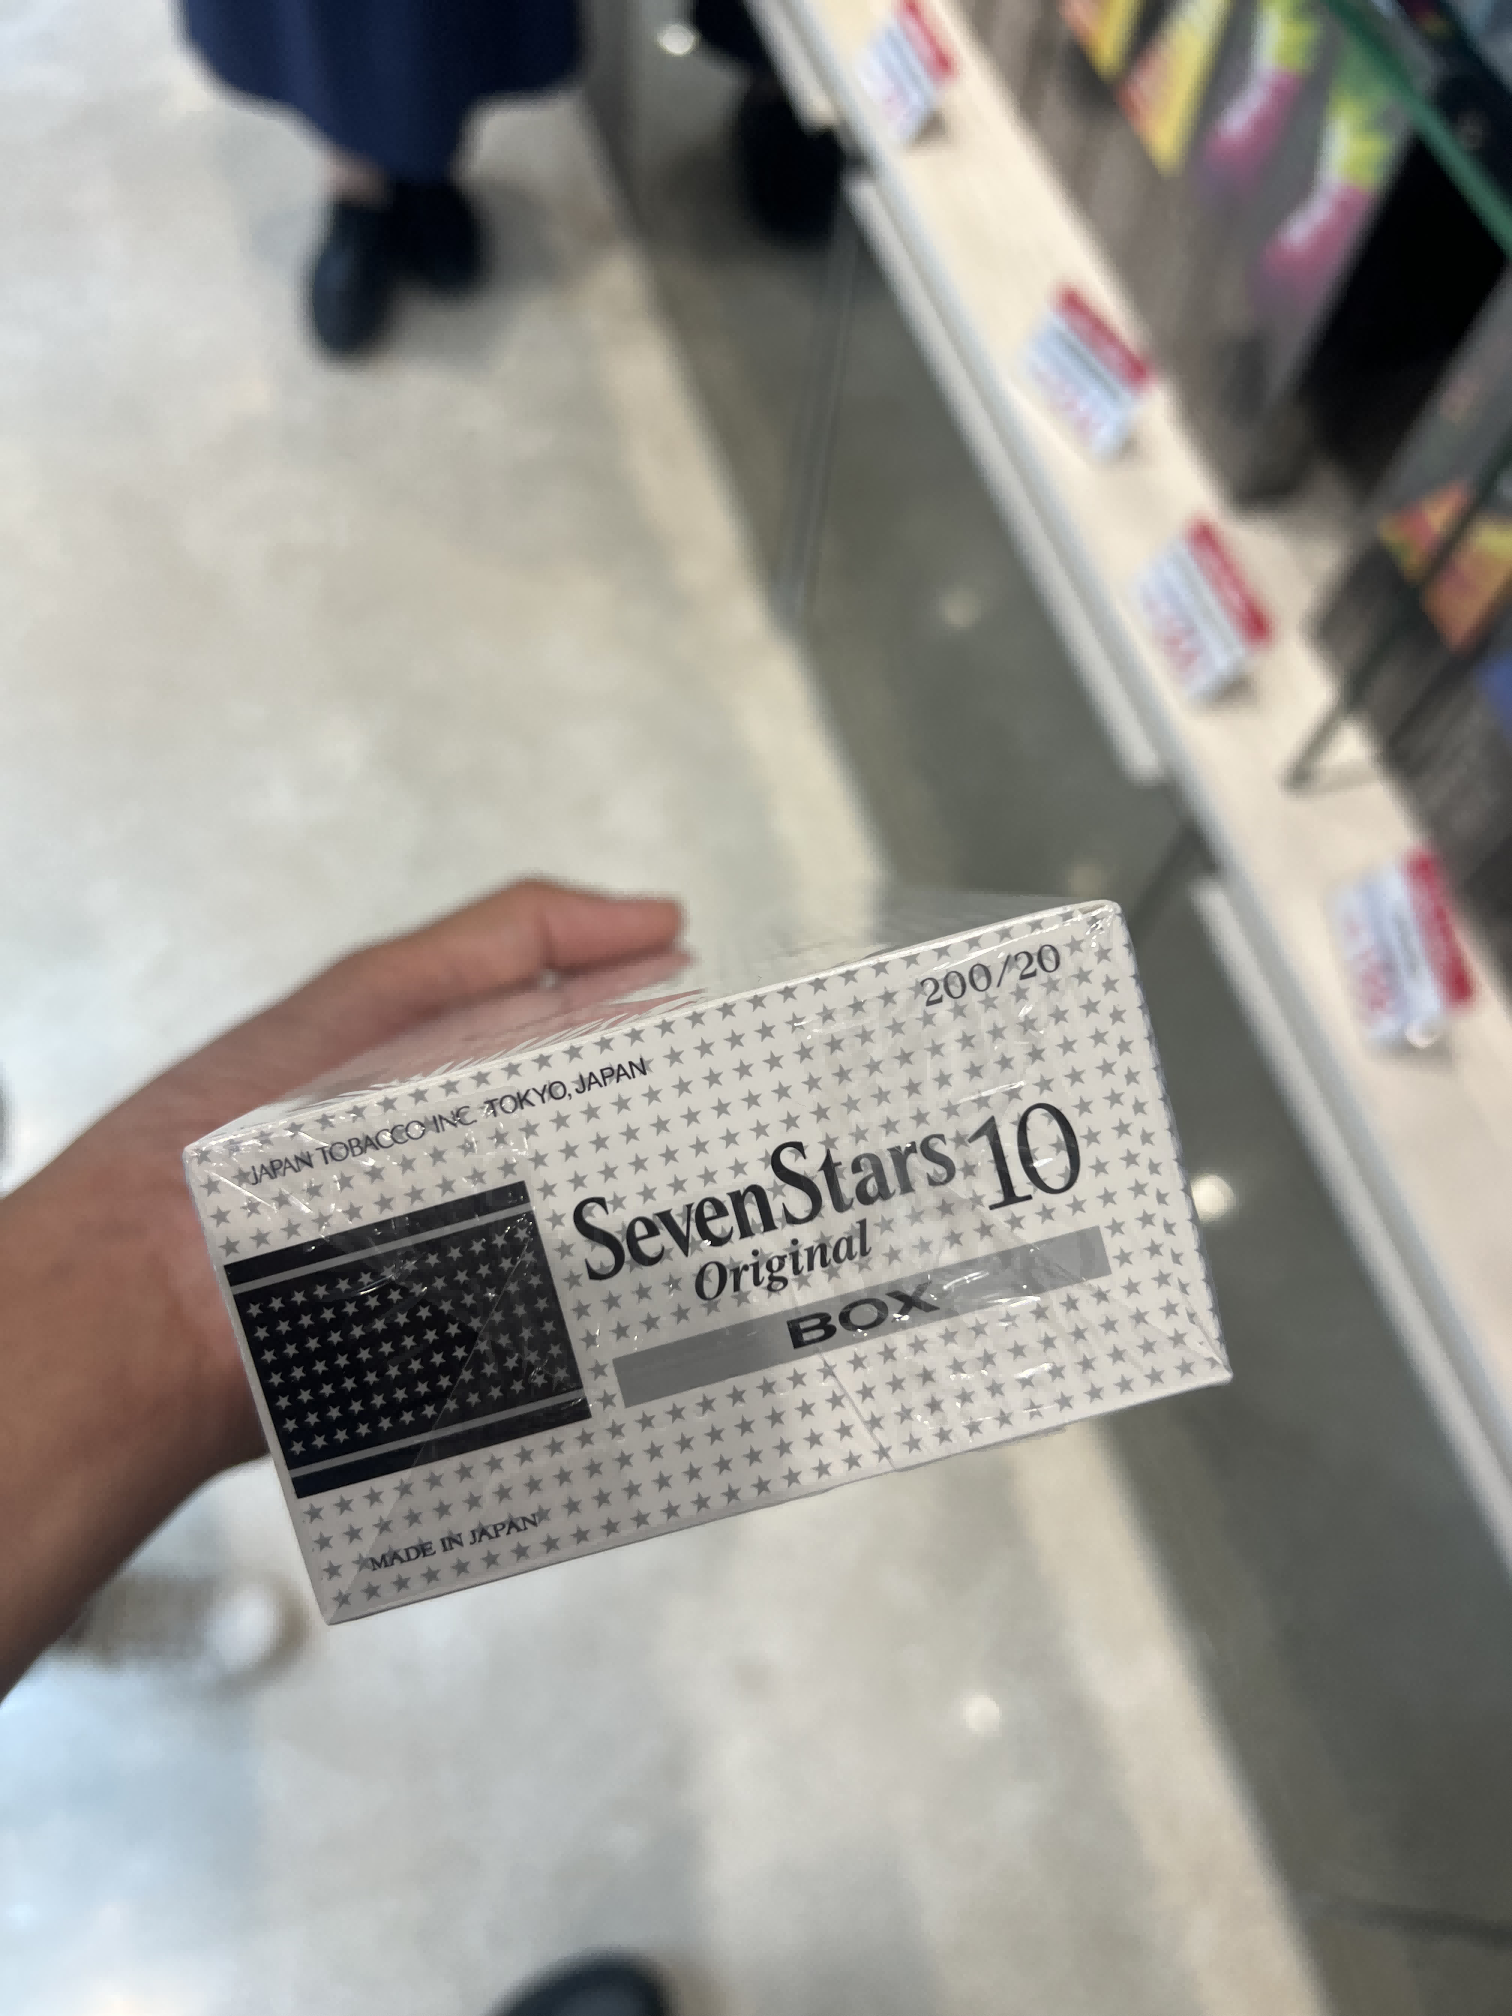 200/20
JAPAN TOBACCO INC. TOKYO, JAPAN
SevenStars 10
Original
BOX
MADE IN JAPAN